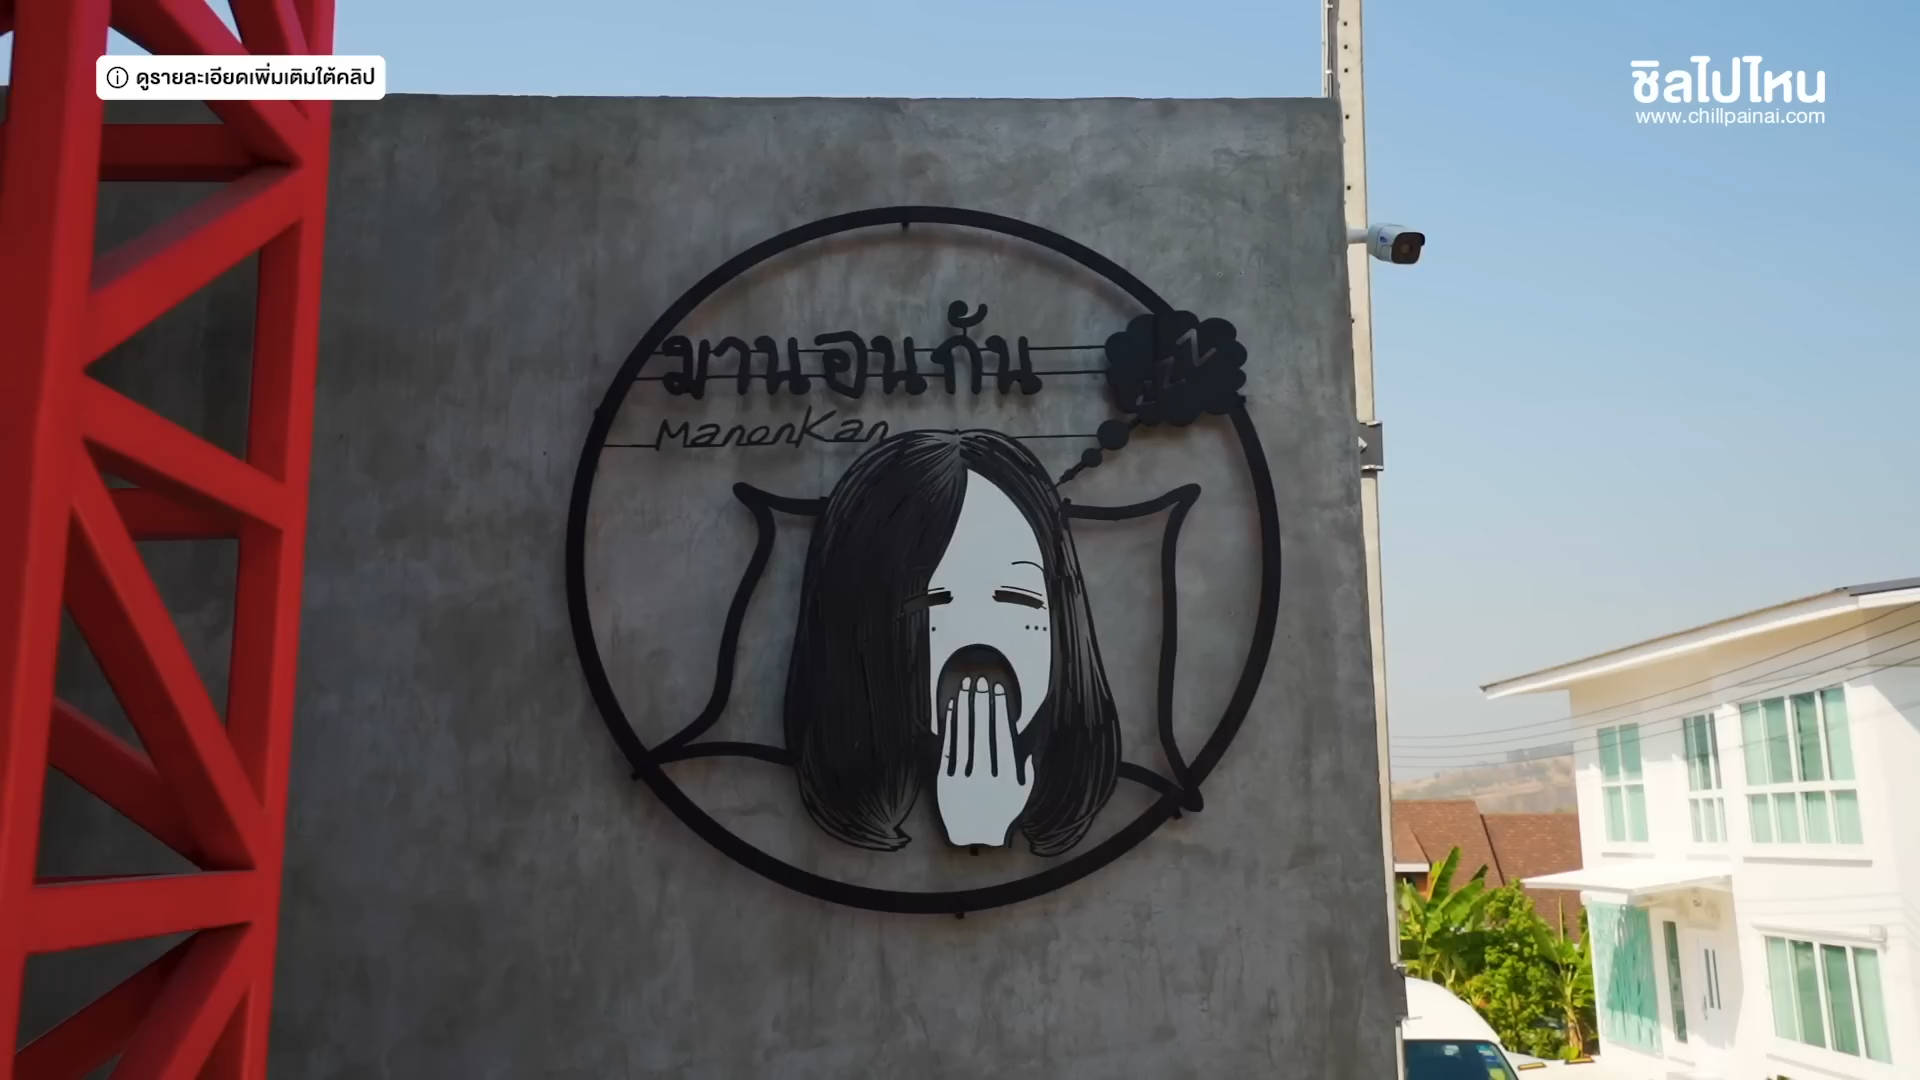 ดูรายละเอียดเพิ่มเติมใต้คลิป
ชิลไปไหน
www.chillpainai.com
มานอนกัน
ManonKan
zzz